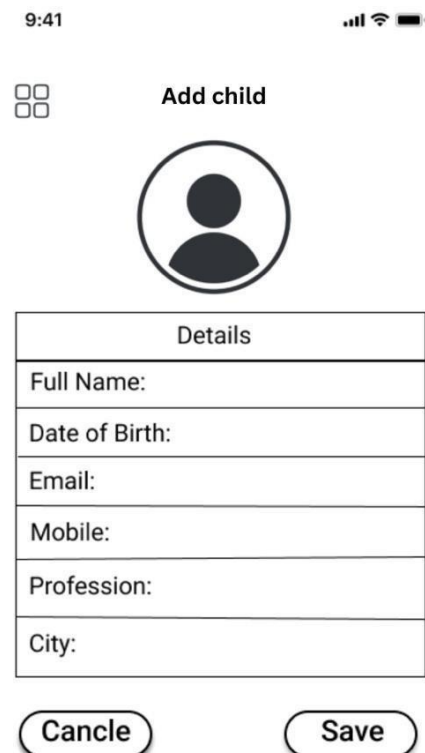 9:41
Add child
Details
Full Name:
Date of Birth:
Email:
Mobile:
Profession:
City:
Cancle Save